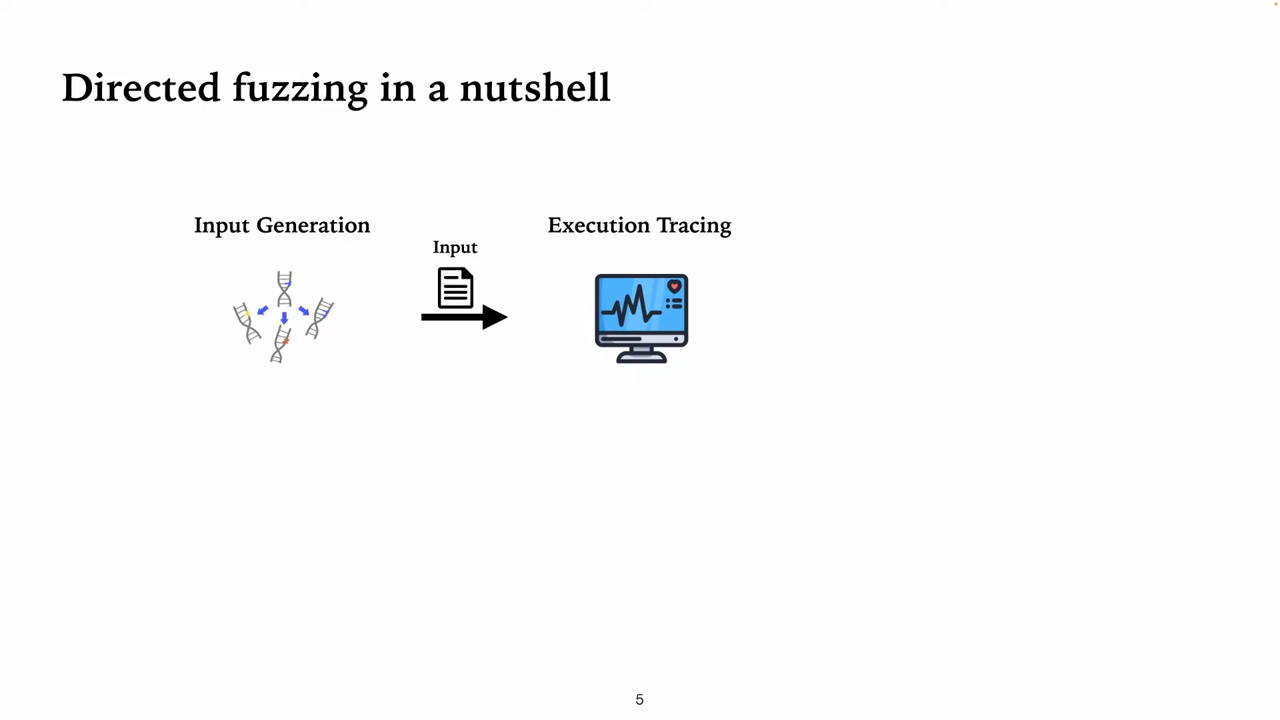 Directed fuzzing in a nutshell
Input Generation
Input
Execution Tracing
5